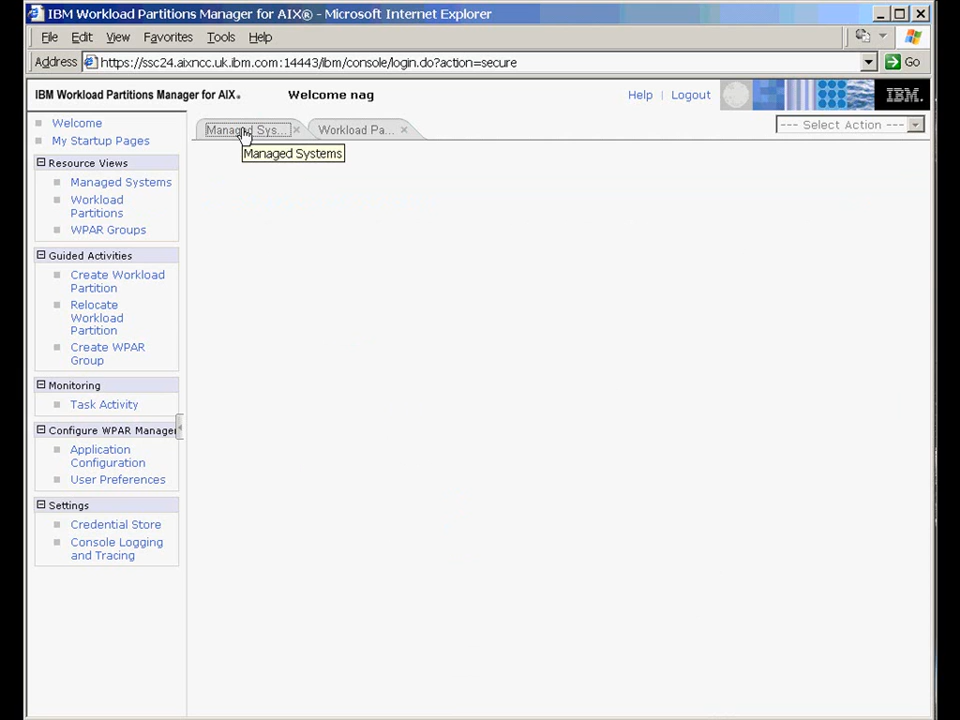 IBM Workload Partitions Manager for AIX® - Microsoft Internet Explorer
File Edit View Favorites Tools Help
Address https://ssc24.aixncc.uk.ibm.com:14443/ibm/console/login.do?action=secure Go
IBM Workload Partitions Manager for AIX® Welcome nag Help | Logout IBM.
Managed Sys... Workload Pa... --- Select Action ---
Managed Systems
Welcome
My Startup Pages
Resource Views
Managed Systems
Workload
Partitions
WPAR Groups
Guided Activities
Create Workload
Partition
Relocate
Workload
Partition
Create WPAR
Group
Monitoring
Task Activity
Configure WPAR Manager
Application
Configuration
User Preferences
Settings
Credential Store
Console Logging
and Tracing